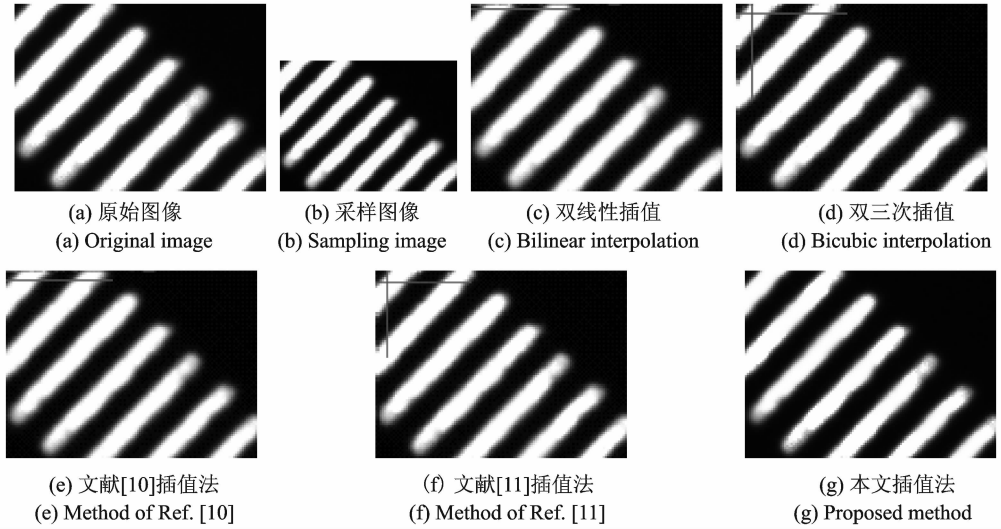 (a) 原始图像
(a) Original image
(b) 采样图像
(b) Sampling image
(c) 双线性插值
(c) Bilinear interpolation
(d) 双三次插值
(d) Bicubic interpolation
(e) 文献[10]插值法
(e) Method of Ref. [10]
(f) 文献[11]插值法
(f) Method of Ref. [11]
(g) 本文插值法
(g) Proposed method